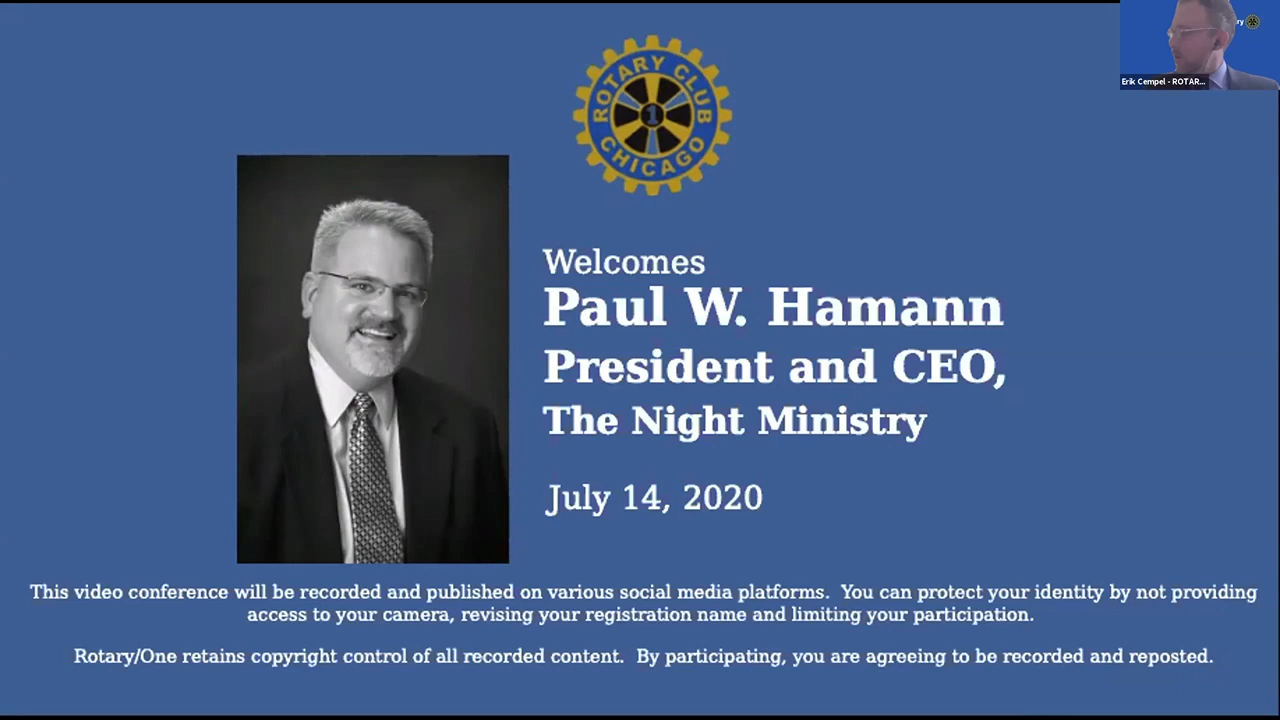 ROTARY CLUB
1
CHICAGO
ry
Erik Cempel - ROTAR...
Welcomes
Paul W. Hamann
President and CEO,
The Night Ministry
July 14, 2020
This video conference will be recorded and published on various social media platforms.  You can protect your identity by not providing
access to your camera, revising your registration name and limiting your participation.
Rotary/One retains copyright control of all recorded content.  By participating, you are agreeing to be recorded and reposted.